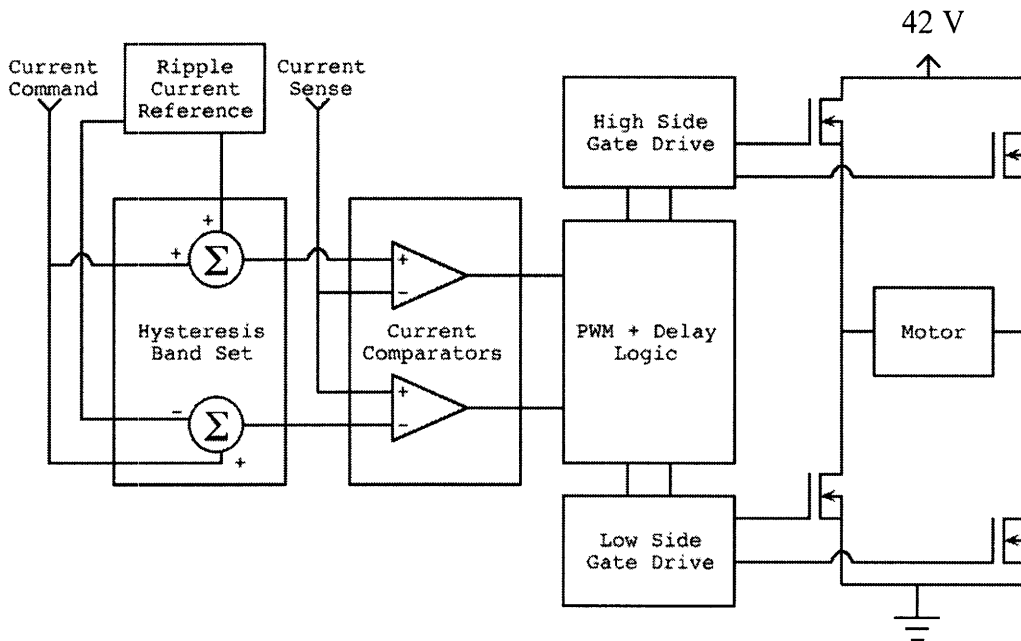 42 V
Current
Command
Ripple
Current
Reference
Current
Sense
High Side
Gate Drive
+
+
Σ
+
−
Hysteresis
Band Set
Current
Comparators
PWM + Delay
Logic
Motor
−
Σ
+
+
−
Low Side
Gate Drive